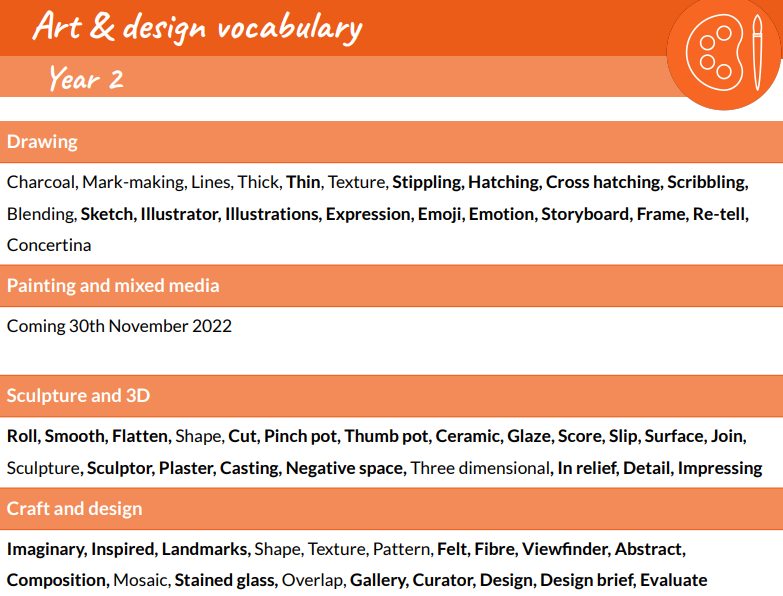 Art & design vocabulary
Year 2
Drawing
Charcoal, Mark-making, Lines, Thick, Thin, Texture, Stippling, Hatching, Cross hatching, Scribbling,
Blending, Sketch, Illustrator, Illustrations, Expression, Emoji, Emotion, Storyboard, Frame, Re-tell,
Concertina
Painting and mixed media
Coming 30th November 2022
Sculpture and 3D
Roll, Smooth, Flatten, Shape, Cut, Pinch pot, Thumb pot, Ceramic, Glaze, Score, Slip, Surface, Join,
Sculpture, Sculptor, Plaster, Casting, Negative space, Three dimensional, In relief, Detail, Impressing
Craft and design
Imaginary, Inspired, Landmarks, Shape, Texture, Pattern, Felt, Fibre, Viewfinder, Abstract,
Composition, Mosaic, Stained glass, Overlap, Gallery, Curator, Design, Design brief, Evaluate